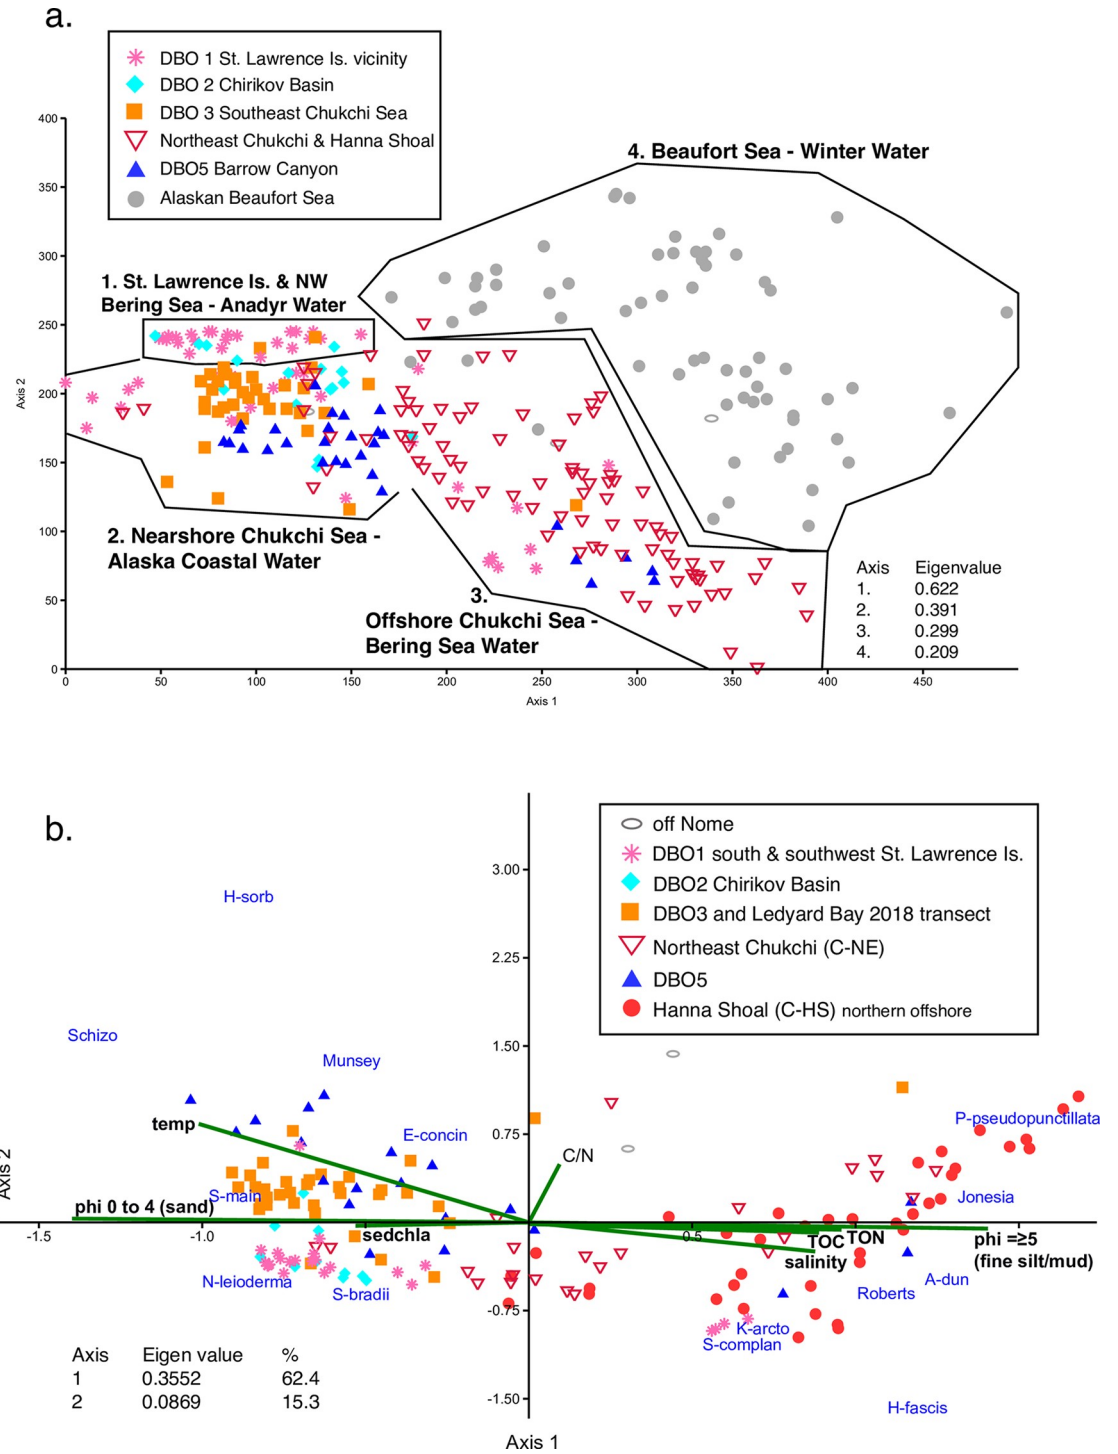 a.
DBO 1 St. Lawrence Is. vicinity
DBO 2 Chirikov Basin
DBO 3 Southeast Chukchi Sea
Northeast Chukchi & Hanna Shoal
DBO5 Barrow Canyon
Alaskan Beaufort Sea
4. Beaufort Sea - Winter Water
1. St. Lawrence Is. & NW
Bering Sea - Anadyr Water
2. Nearshore Chukchi Sea -
Alaska Coastal Water
3.
Offshore Chukchi Sea -
Bering Sea Water
Axis Eigenvalue
1. 0.622
2. 0.391
3. 0.299
4. 0.209
400
350
300
250
200
150
100
50
0
Axis 2
0 50 100 150 200 250 300 350 400 450
Axis 1
b.
off Nome
DBO1 south & southwest St. Lawrence Is.
DBO2 Chirikov Basin
DBO3 and Ledyard Bay 2018 transect
Northeast Chukchi (C-NE)
DBO5
Hanna Shoal (C-HS) northern offshore
3.00
2.25
1.50
0.75
-0.75
-1.50
H-sorb
Schizo
Munsey
temp
E-concin
C/N
P-pseudopunctillata
S-main
phi 0 to 4 (sand)
Jonesia
Axis 2
-1.5 -1.0 0.5
sedchla
TOC TON
salinity
phi =≥5
(fine silt/mud)
N-leioderma
S-bradii
A-dun
Roberts
K-arcto
S-complan
H-fascis
Axis Eigen value %
1 0.3552 62.4
2 0.0869 15.3
Axis 1